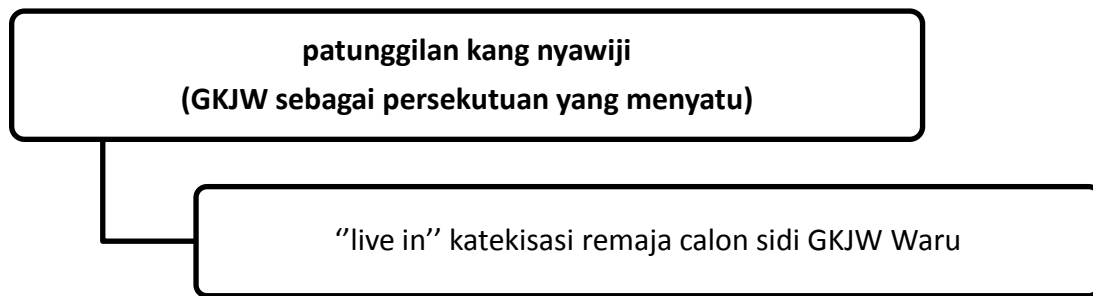 patunggilan kang nyawiji
(GKJW sebagai persekutuan yang menyatu)
‘’live in’’ katekisasi remaja calon sidi GKJW Waru